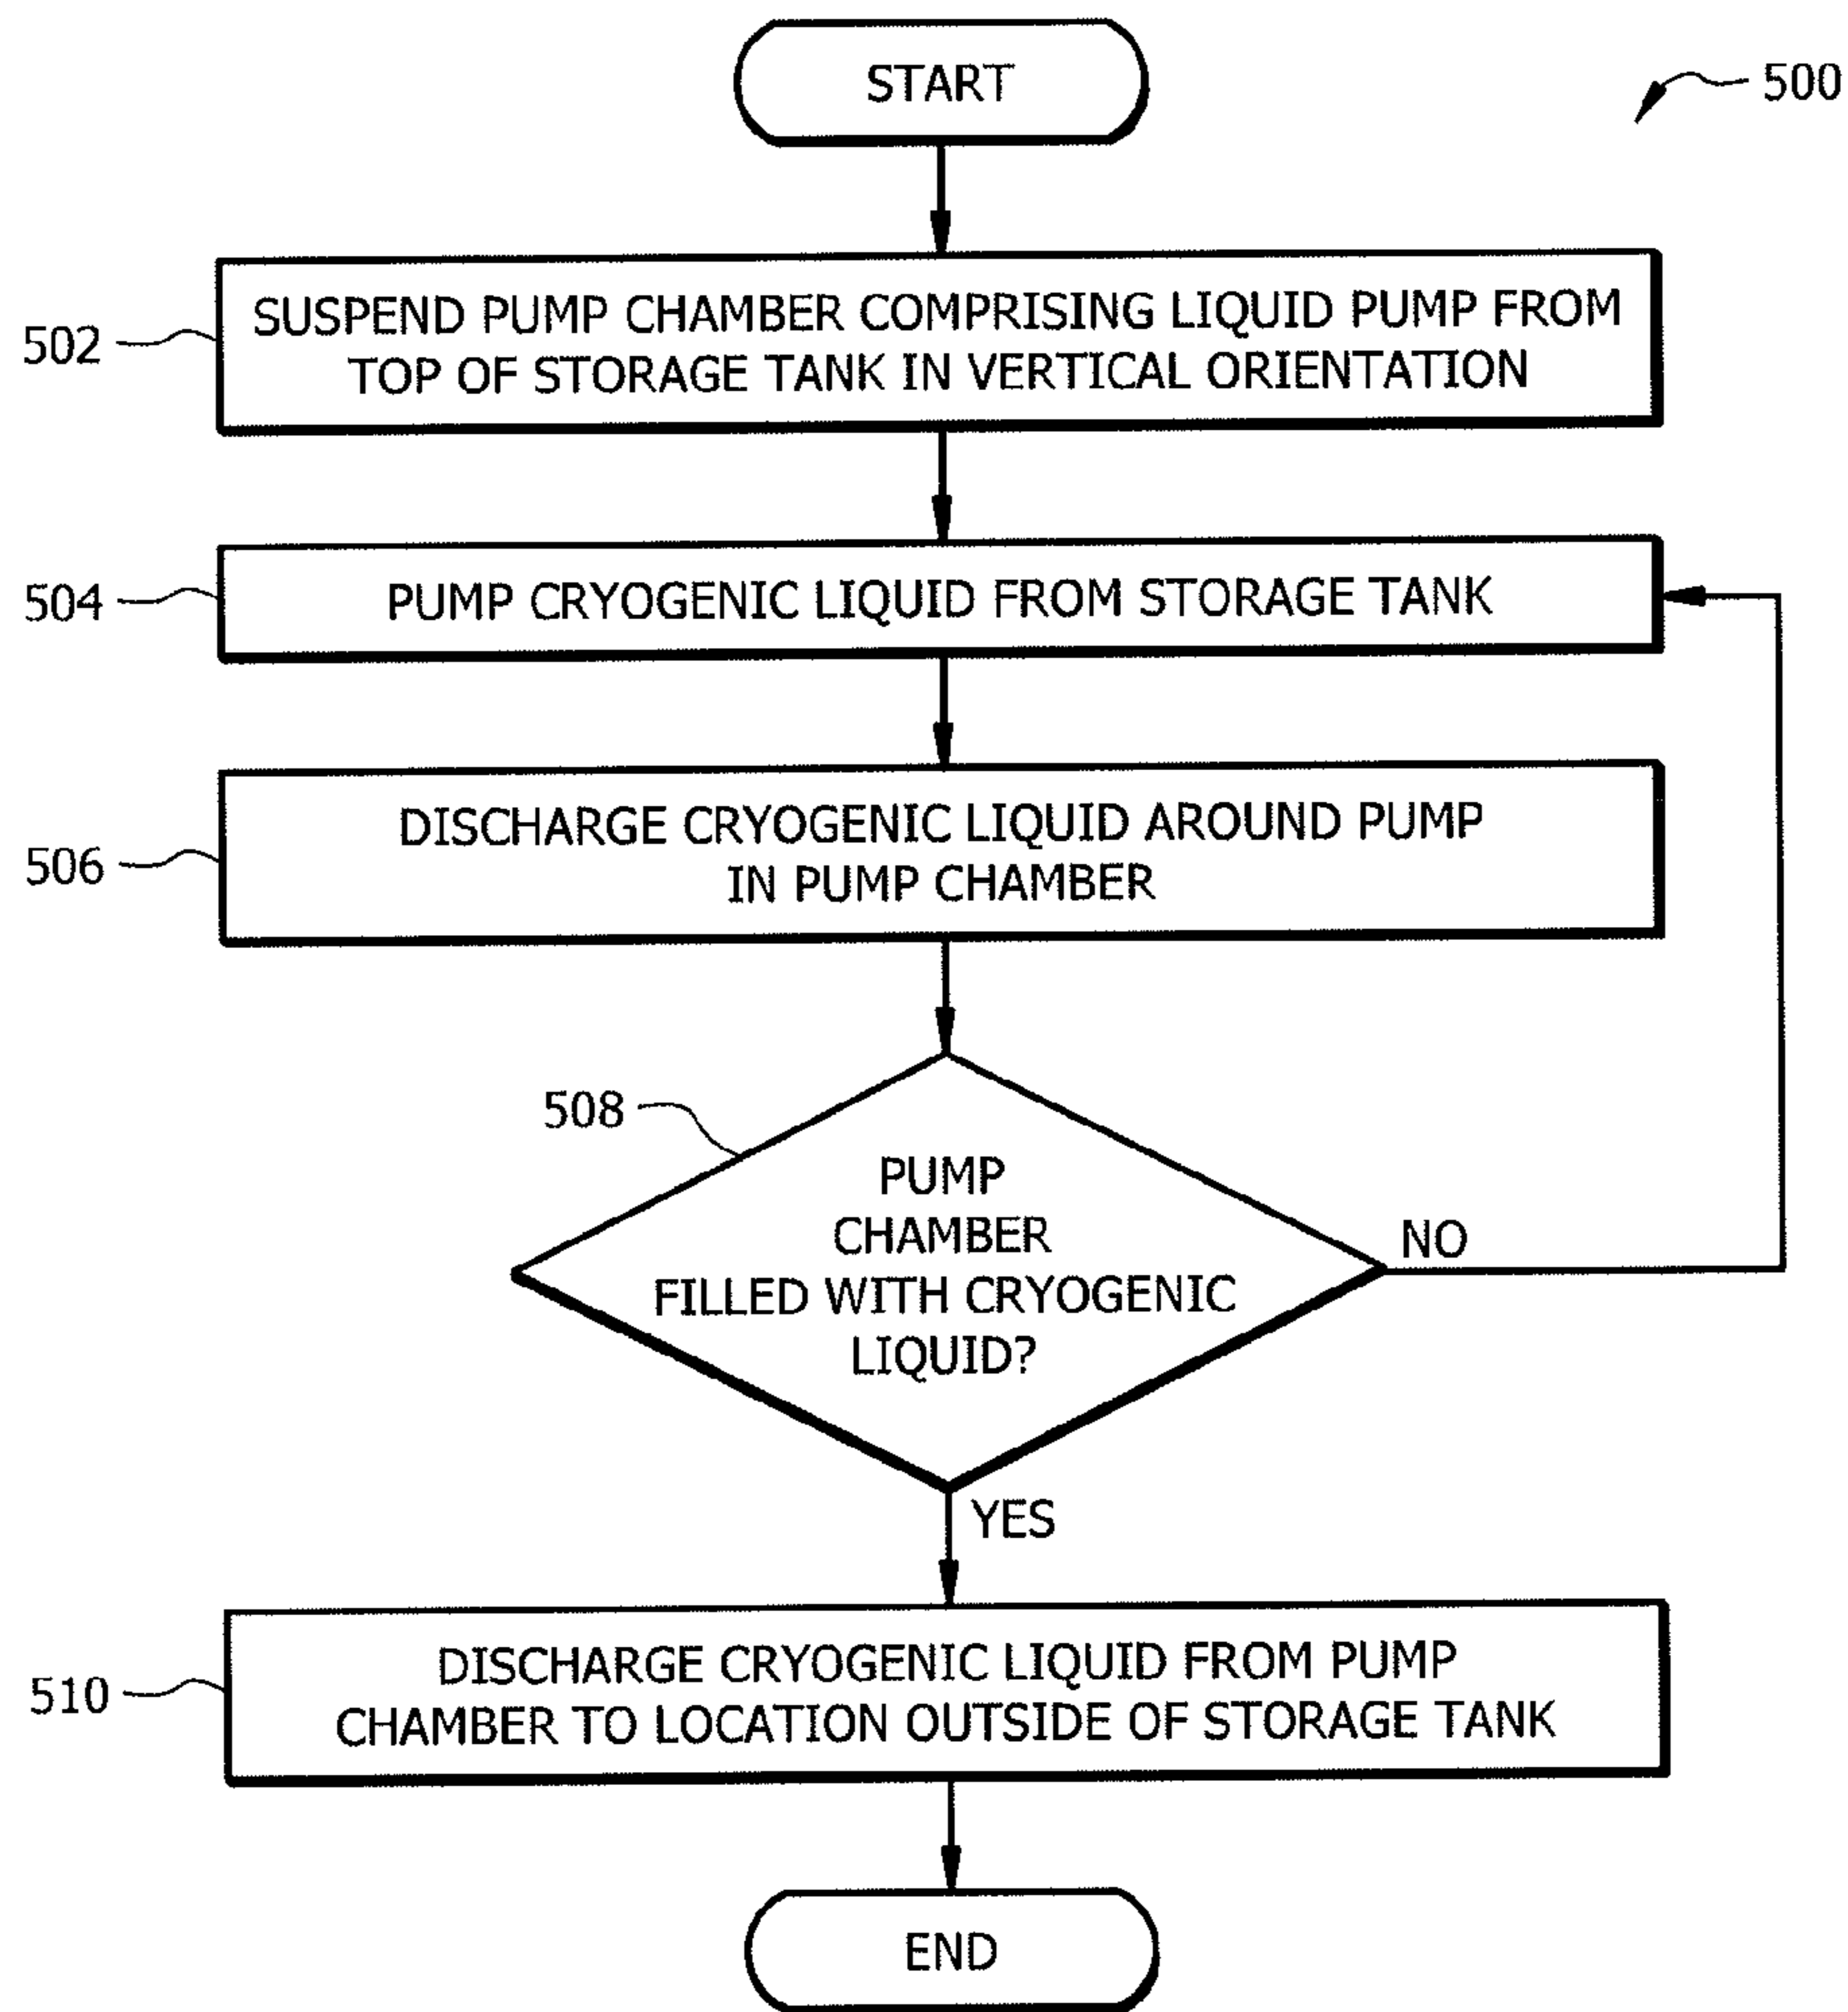 START
500
502
SUSPEND PUMP CHAMBER COMPRISING LIQUID PUMP FROM
TOP OF STORAGE TANK IN VERTICAL ORIENTATION
504
PUMP CRYOGENIC LIQUID FROM STORAGE TANK
506
DISCHARGE CRYOGENIC LIQUID AROUND PUMP
IN PUMP CHAMBER
508
PUMP
CHAMBER
FILLED WITH CRYOGENIC
LIQUID?
NO
YES
510
DISCHARGE CRYOGENIC LIQUID FROM PUMP
CHAMBER TO LOCATION OUTSIDE OF STORAGE TANK
END